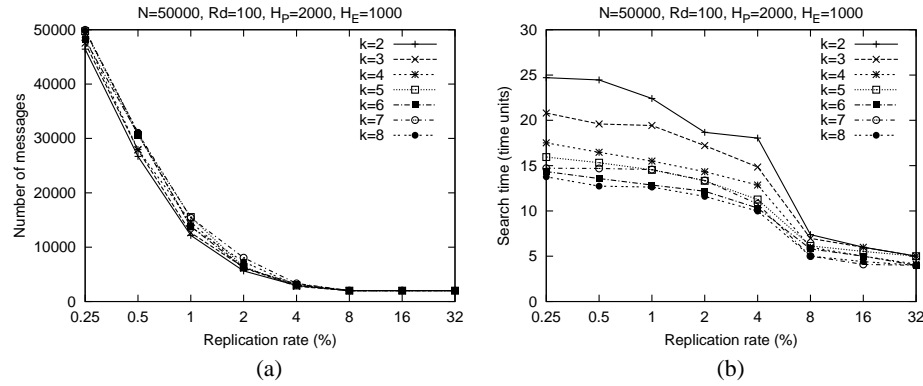 N=50000, Rd=100, H_P=2000, H_E=1000
50000
40000
30000
20000
10000
0
Number of messages
k=2
k=3
k=4
k=5
k=6
k=7
k=8
0.25 0.5 1 2 4 8 16 32
Replication rate (%)
(a)
N=50000, Rd=100, H_P=2000, H_E=1000
30
25
20
15
10
5
0
Search time (time units)
k=2
k=3
k=4
k=5
k=6
k=7
k=8
0.25 0.5 1 2 4 8 16 32
Replication rate (%)
(b)